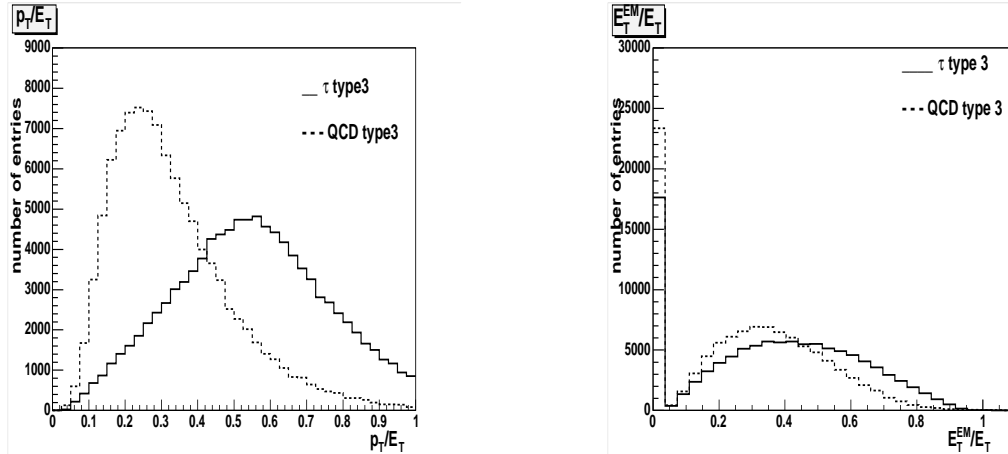 p_T/E_T
number of entries
9000
8000
7000
6000
5000
4000
3000
2000
1000
0
τ type3
QCD type3
0 0.1 0.2 0.3 0.4 0.5 0.6 0.7 0.8 0.9 1
p_T/E_T
E_T^EM/E_T
number of entries
30000
25000
20000
15000
10000
5000
0
τ type 3
QCD type 3
0 0.2 0.4 0.6 0.8 1
E_T^EM/E_T